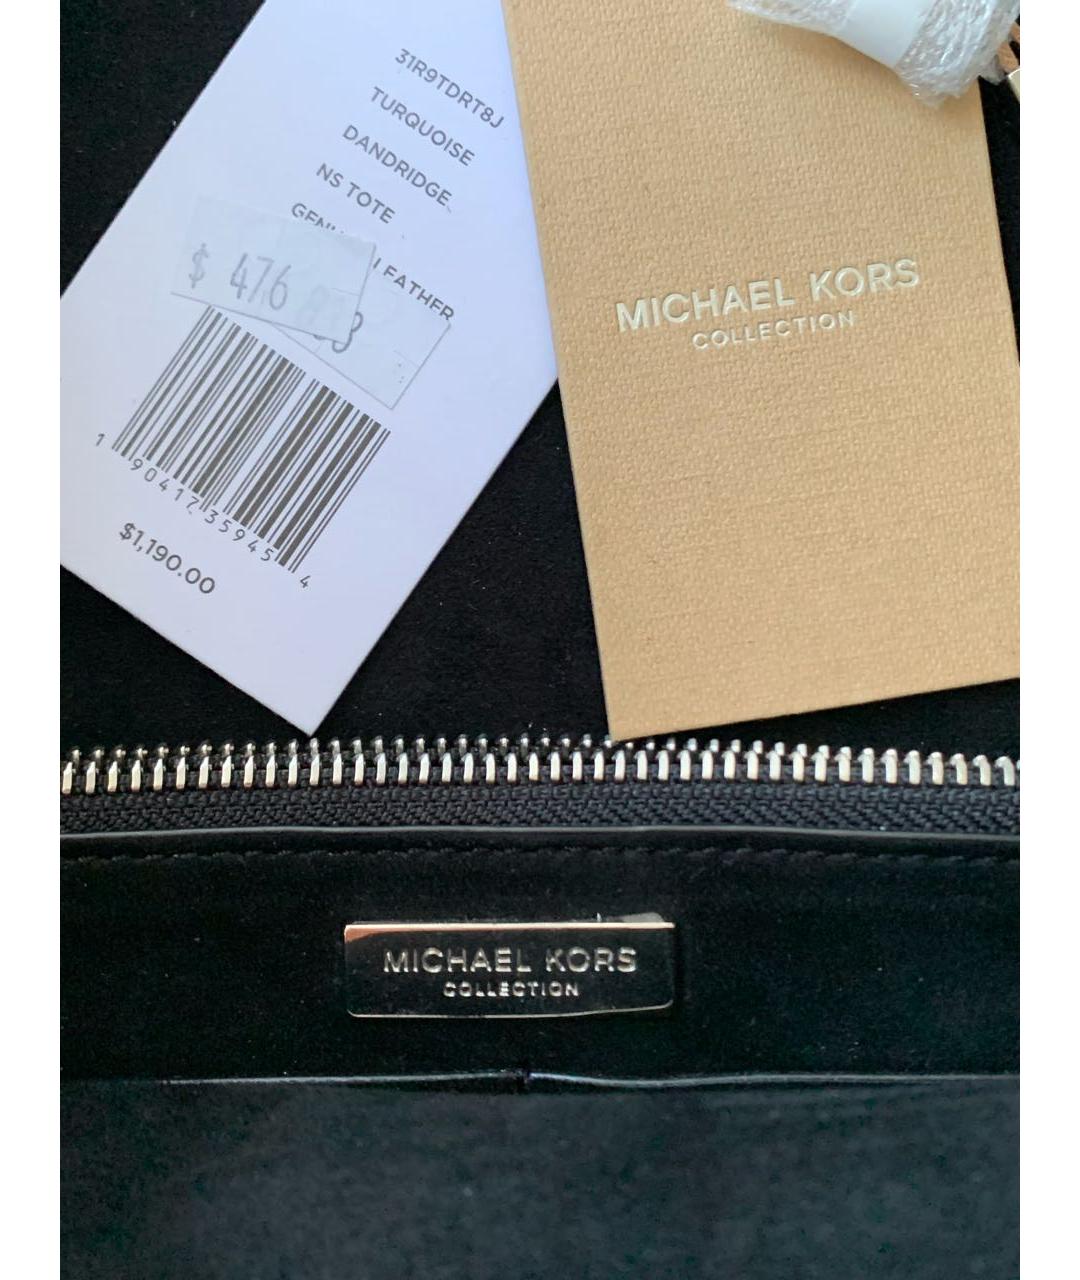 31R9TDRT8J
TURQUOISE
DANDRIDGE
NS TOTE
$ 476
1 90417 35945 4
$1,190.00
MICHAEL KORS
COLLECTION
MICHAEL KORS
COLLECTION